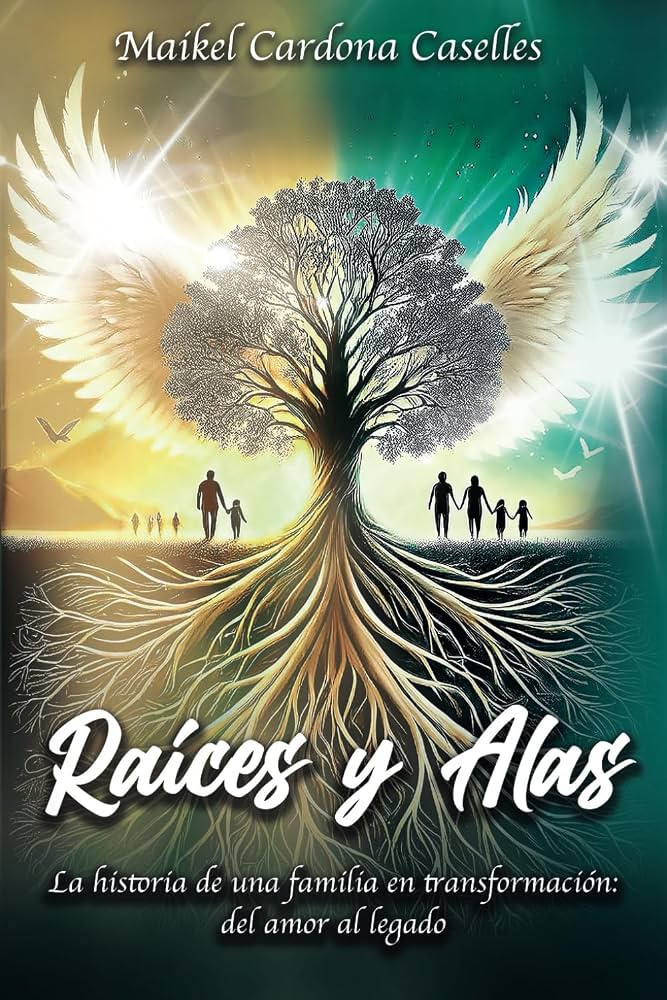 Maikel Cardona Caselles
Raíces y Alas
La historia de una familia en transformación:
del amor al legado